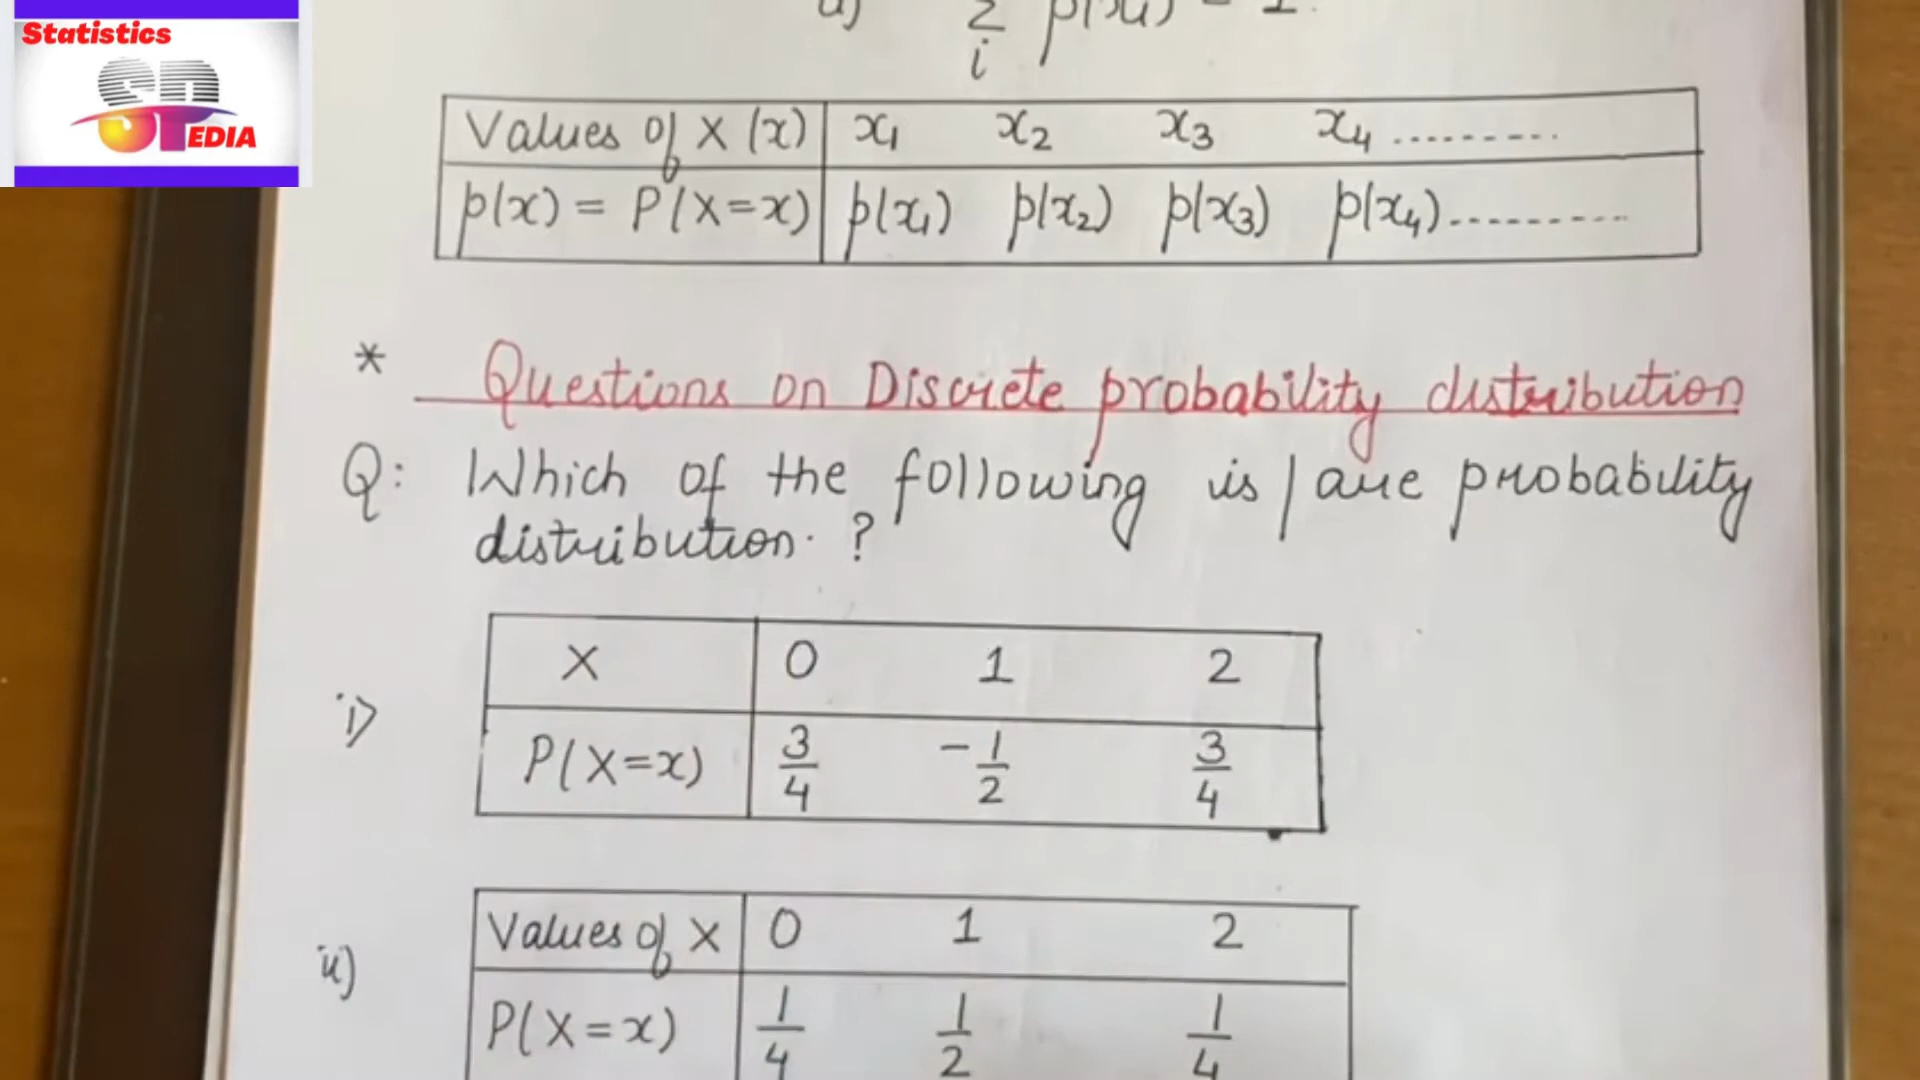 Statistics
EDIA
Σ p(xi) = 1.
i
Values of X (x) x1 x2 x3 x4 .........
p(x) = P(X=x) p(x1) p(x2) p(x3) p(x4) ..........
* Questions on Discrete probability distribution
Q: Which of the following is / are probability
distribution. ?
X 0 1 2
i) P(X=x) 3/4 -1/2 3/4
Values of X 0 1 2
ii) P(X=x) 1/4 1/2 1/4